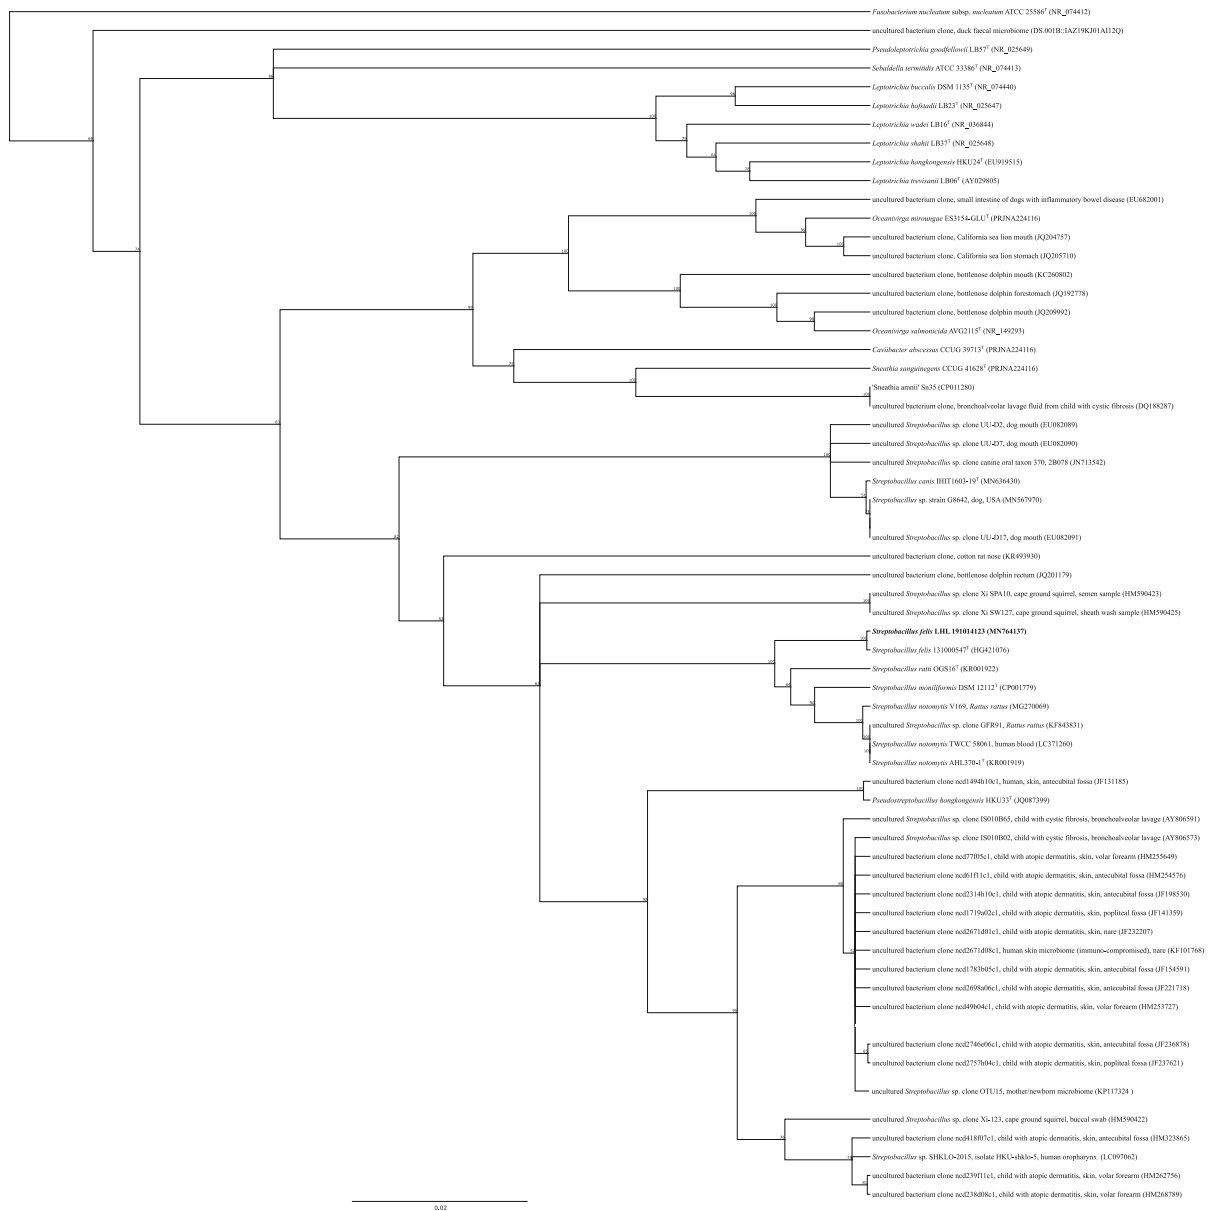 Fusobacterium nucleatum subsp. nucleatum ATCC 25586T (NR_074412)
uncultured bacterium clone, duck faecal microbiome (DS.001B::IAZ19KJ01AI12Q)
Pseudoleptotrichia goodfellowii LB57T (NR_025649)
Sebaldella termitidis ATCC 33386T (NR_074413)
Leptotrichia buccalis DSM 1135T (NR_074440)
Leptotrichia hofstadii LB23T (NR_025647)
Leptotrichia wadei LB16T (NR_036844)
Leptotrichia shahii LB37T (NR_025648)
Leptotrichia hongkongensis HKU24T (EU919515)
Leptotrichia trevisanii LB06T (AY029805)
uncultured bacterium clone, small intestine of dogs with inflammatory bowel disease (EU682001)
Oceanivirga miroungae ES3154-GLUT (PRJNA224116)
uncultured bacterium clone, California sea lion mouth (JQ204757)
uncultured bacterium clone, California sea lion stomach (JQ205710)
uncultured bacterium clone, bottlenose dolphin mouth (KC260802)
uncultured bacterium clone, bottlenose dolphin forestomach (JQ192778)
uncultured bacterium clone, bottlenose dolphin mouth (JQ209992)
Oceanivirga salmonicida AVG2115T (NR_149293)
Caviibacter abscessus CCUG 39713T (PRJNA224116)
Sneathia sanguinegens CCUG 41628T (PRJNA224116)
'Sneathia amnii' Sn35 (CP011280)
uncultured bacterium clone, bronchoalveolar lavage fluid from child with cystic fibrosis (DQ188287)
uncultured Streptobacillus sp. clone UU-D2, dog mouth (EU082089)
uncultured Streptobacillus sp. clone UU-D7, dog mouth (EU082090)
uncultured Streptobacillus sp. clone canine oral taxon 370, 2B078 (JN713542)
Streptobacillus canis IHIT1603-19T (MN636430)
Streptobacillus sp. strain G8642, dog, USA (MN567970)
uncultured Streptobacillus sp. clone UU-D17, dog mouth (EU082091)
uncultured bacterium clone, cotton rat nose (KR493930)
uncultured bacterium clone, bottlenose dolphin rectum (JQ201179)
uncultured Streptobacillus sp. clone Xi SPA10, cape ground squirrel, semen sample (HM590423)
uncultured Streptobacillus sp. clone Xi SW127, cape ground squirrel, sheath wash sample (HM590425)
Streptobacillus felis LHL 191014123 (MN764137)
Streptobacillus felis 131000547T (HG421076)
Streptobacillus ratti OGS16T (KR001922)
Streptobacillus moniliformis DSM 12112T (CP001779)
Streptobacillus notomytis V169, Rattus rattus (MG270069)
uncultured Streptobacillus sp. clone GFR91, Rattus rattus (KF843831)
Streptobacillus notomytis TWCC 58061, human blood (LC371260)
Streptobacillus notomytis AHL370-1T (KR001919)
uncultured bacterium clone ncd1494h10c1, human, skin, antecubital fossa (JF131185)
Pseudostreptobacillus hongkongensis HKU33T (JQ087399)
uncultured Streptobacillus sp. clone IS010B65, child with cystic fibrosis, bronchoalveolar lavage (AY806591)
uncultured Streptobacillus sp. clone IS010B02, child with cystic fibrosis, bronchoalveolar lavage (AY806573)
uncultured bacterium clone ncd77f05c1, child with atopic dermatitis, skin, volar forearm (HM255649)
uncultured bacterium clone ncd61f11c1, child with atopic dermatitis, skin, antecubital fossa (HM254576)
uncultured bacterium clone ncd2314h10c1, child with atopic dermatitis, skin, antecubital fossa (JF198530)
uncultured bacterium clone ncd1719a02c1, child with atopic dermatitis, skin, popliteal fossa (JF141359)
uncultured bacterium clone ncd2671d01c1, child with atopic dermatitis, skin, nare (JF232207)
uncultured bacterium clone ncd2671d08c1, human skin microbiome (immuno-compromised), nare (KF101768)
uncultured bacterium clone ncd1783b05c1, child with atopic dermatitis, skin, antecubital fossa (JF154591)
uncultured bacterium clone ncd2698a06c1, child with atopic dermatitis, skin, antecubital fossa (JF221718)
uncultured bacterium clone ncd49b04c1, child with atopic dermatitis, skin, volar forearm (HM253727)
uncultured bacterium clone ncd2746e06c1, child with atopic dermatitis, skin, antecubital fossa (JF236878)
uncultured bacterium clone ncd2757h04c1, child with atopic dermatitis, skin, popliteal fossa (JF237621)
uncultured Streptobacillus sp. clone OTU15, mother/newborn microbiome (KP117324 )
uncultured Streptobacillus sp. clone Xi-123, cape ground squirrel, buccal swab (HM590422)
uncultured bacterium clone ncd418f07c1, child with atopic dermatitis, skin, antecubital fossa (HM323865)
Streptobacillus sp. SHKLO-2015, isolate HKU-shklo-5, human oropharynx (LC097062)
uncultured bacterium clone ncd239f11c1, child with atopic dermatitis, skin, volar forearm (HM262756)
uncultured bacterium clone ncd238d08c1, child with atopic dermatitis, skin, volar forearm (HM268789)
0.02